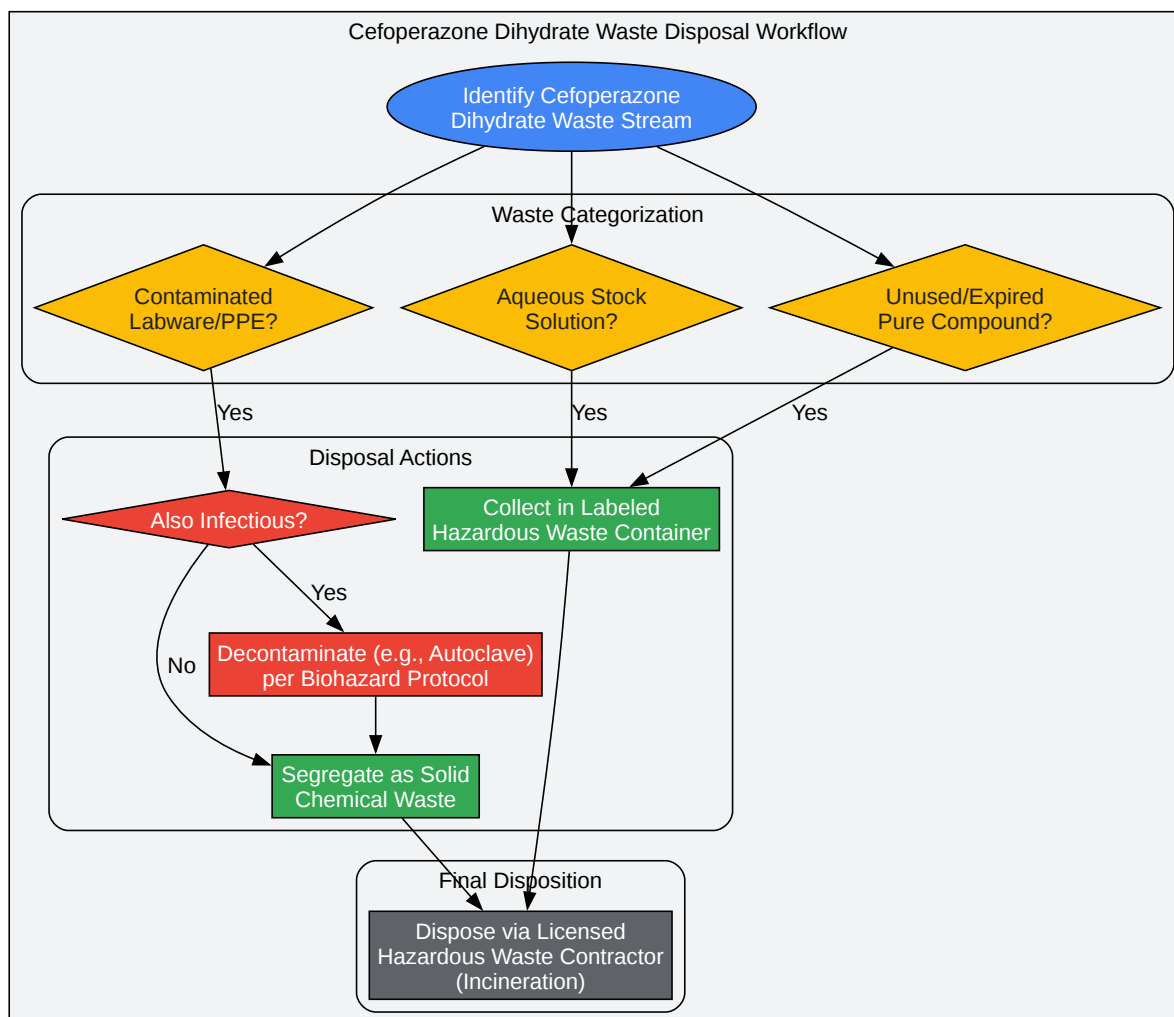 Cefoperazone Dihydrate Waste Disposal Workflow
Identify Cefoperazone
Dihydrate Waste Stream
Waste Categorization
Contaminated
Labware/PPE?
Aqueous Stock
Solution?
Unused/Expired
Pure Compound?
Yes
Yes
Yes
Disposal Actions
Also Infectious?
Collect in Labeled
Hazardous Waste Container
Yes
No
Decontaminate (e.g., Autoclave)
per Biohazard Protocol
Segregate as Solid
Chemical Waste
Final Disposition
Dispose via Licensed
Hazardous Waste Contractor
(Incineration)